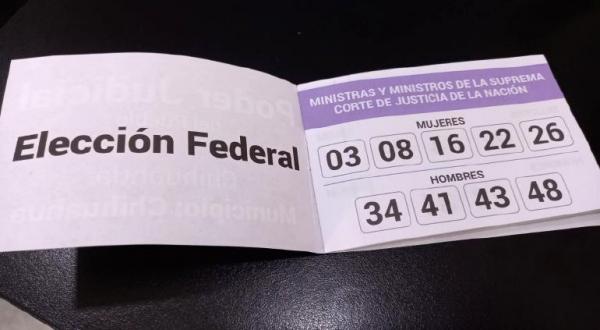 Elección Federal
MINISTRAS Y MINISTROS DE LA SUPREMA
CORTE DE JUSTICIA DE LA NACIÓN
MUJERES
03 08 16 22 26
HOMBRES
34 41 43 48